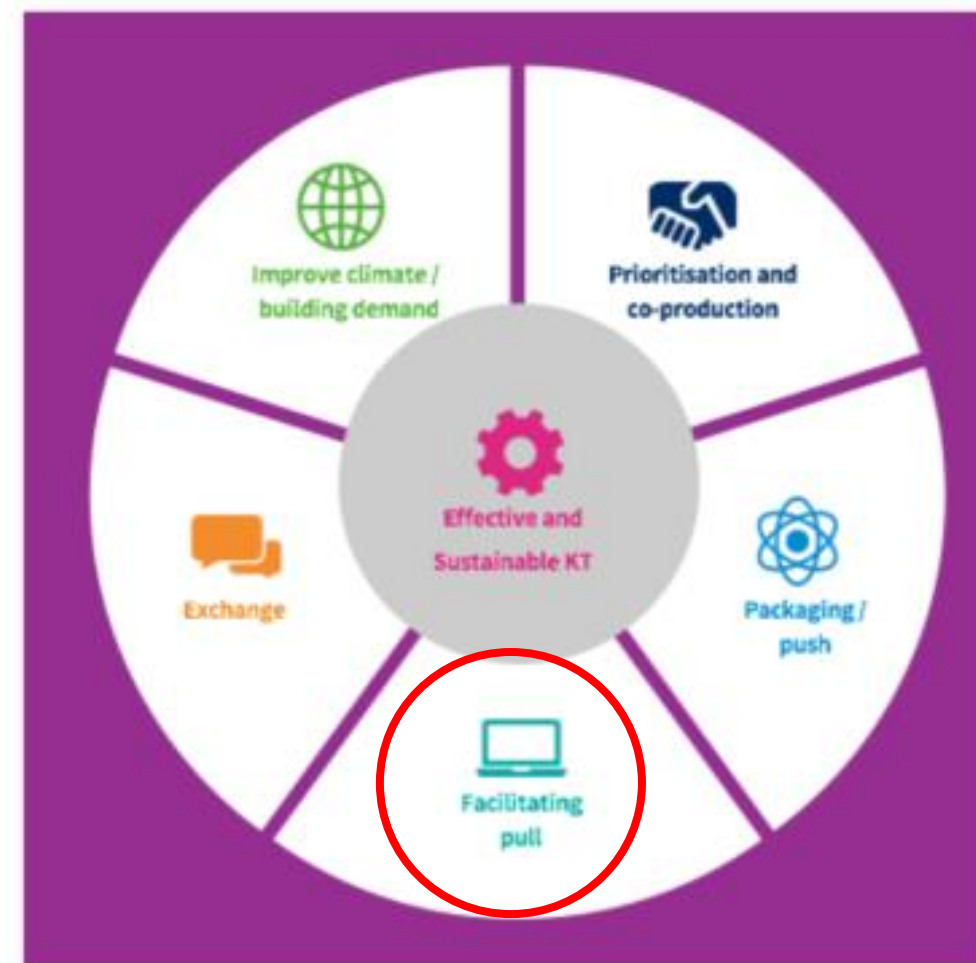 Improve climate /
building demand
Prioritisation and
co-production
Effective and
Sustainable KT
Exchange
Packaging /
push
Facilitating
pull